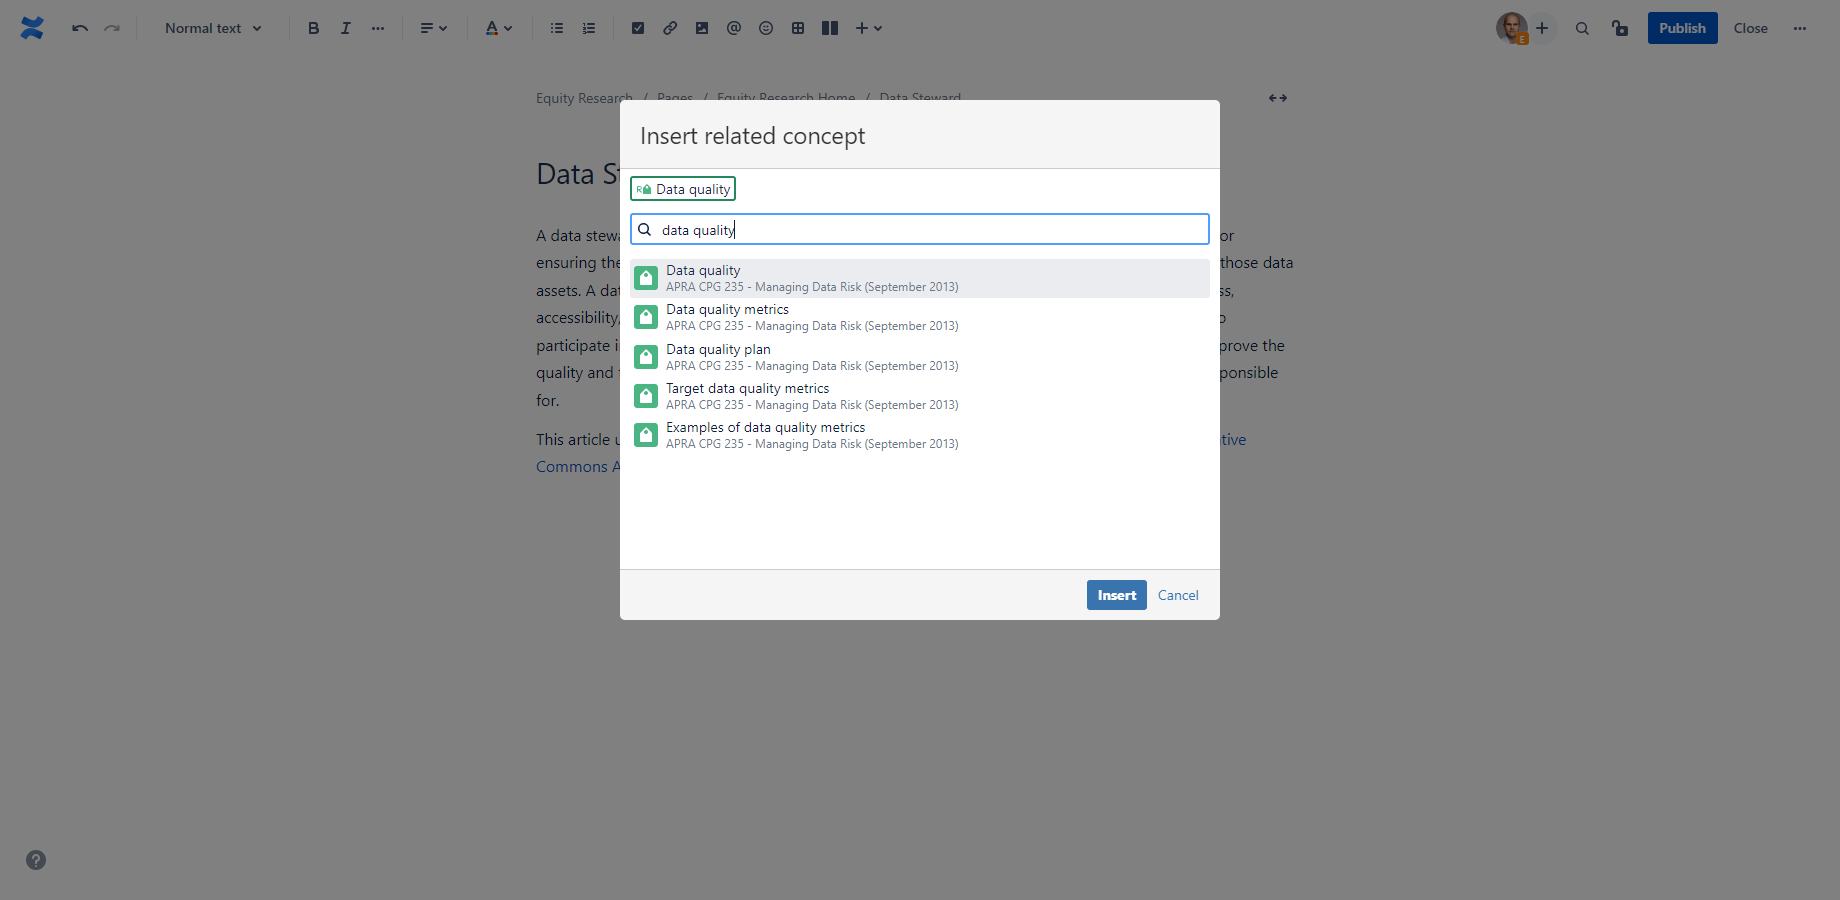 Normal text
B I
A
Publish
Close
E
Equity Research / Pages / Equity Research Home / Data Steward
Insert related concept
Data S
R Data quality
data quality
A data stew
or
ensuring the
those data
assets. A dat
ss,
accessibility,
participate i
prove the
quality and
ponsible
for.
This article u
tive
Commons A
Data quality
APRA CPG 235 - Managing Data Risk (September 2013)
Data quality metrics
APRA CPG 235 - Managing Data Risk (September 2013)
Data quality plan
APRA CPG 235 - Managing Data Risk (September 2013)
Target data quality metrics
APRA CPG 235 - Managing Data Risk (September 2013)
Examples of data quality metrics
APRA CPG 235 - Managing Data Risk (September 2013)
Insert
Cancel